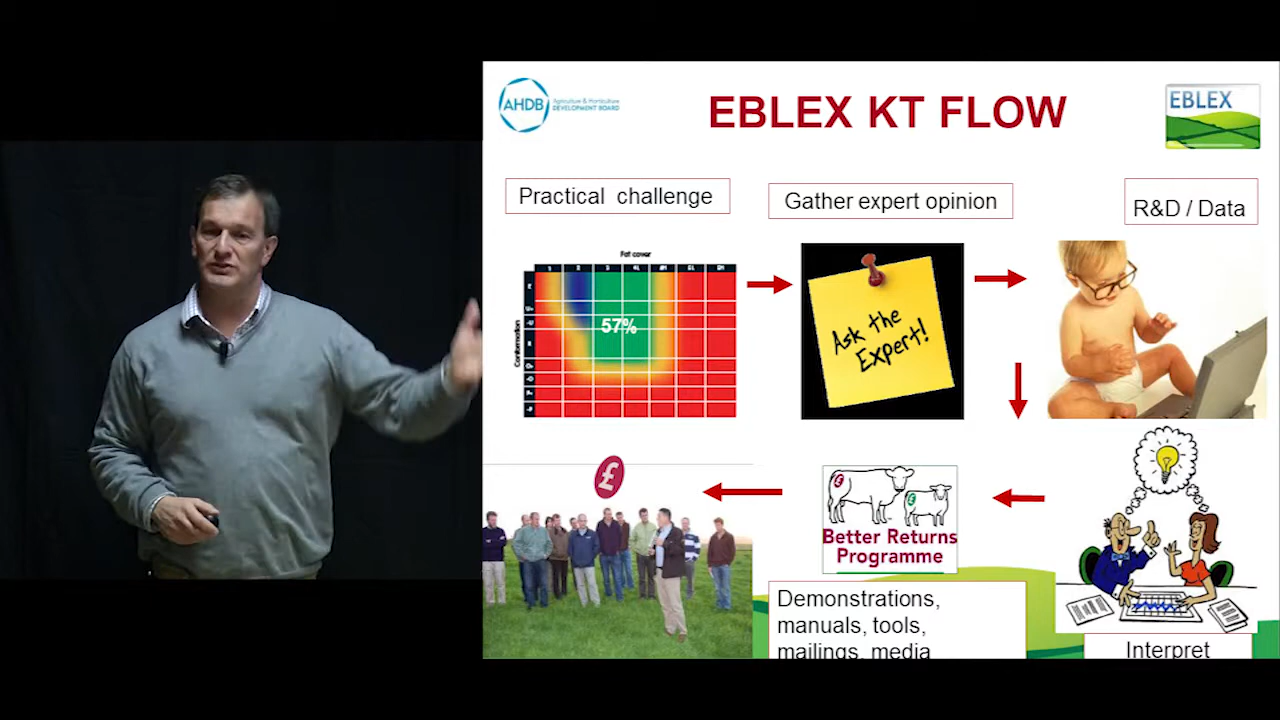 AHDB
Agriculture & Horticulture
DEVELOPMENT BOARD
EBLEX KT FLOW
EBLEX
Practical challenge
Gather expert opinion
R&D / Data
Fat cover
Conformation
57%
Ask the
Expert!
£
Better Returns
Programme
Demonstrations,
manuals, tools,
mailings, media
Interpret